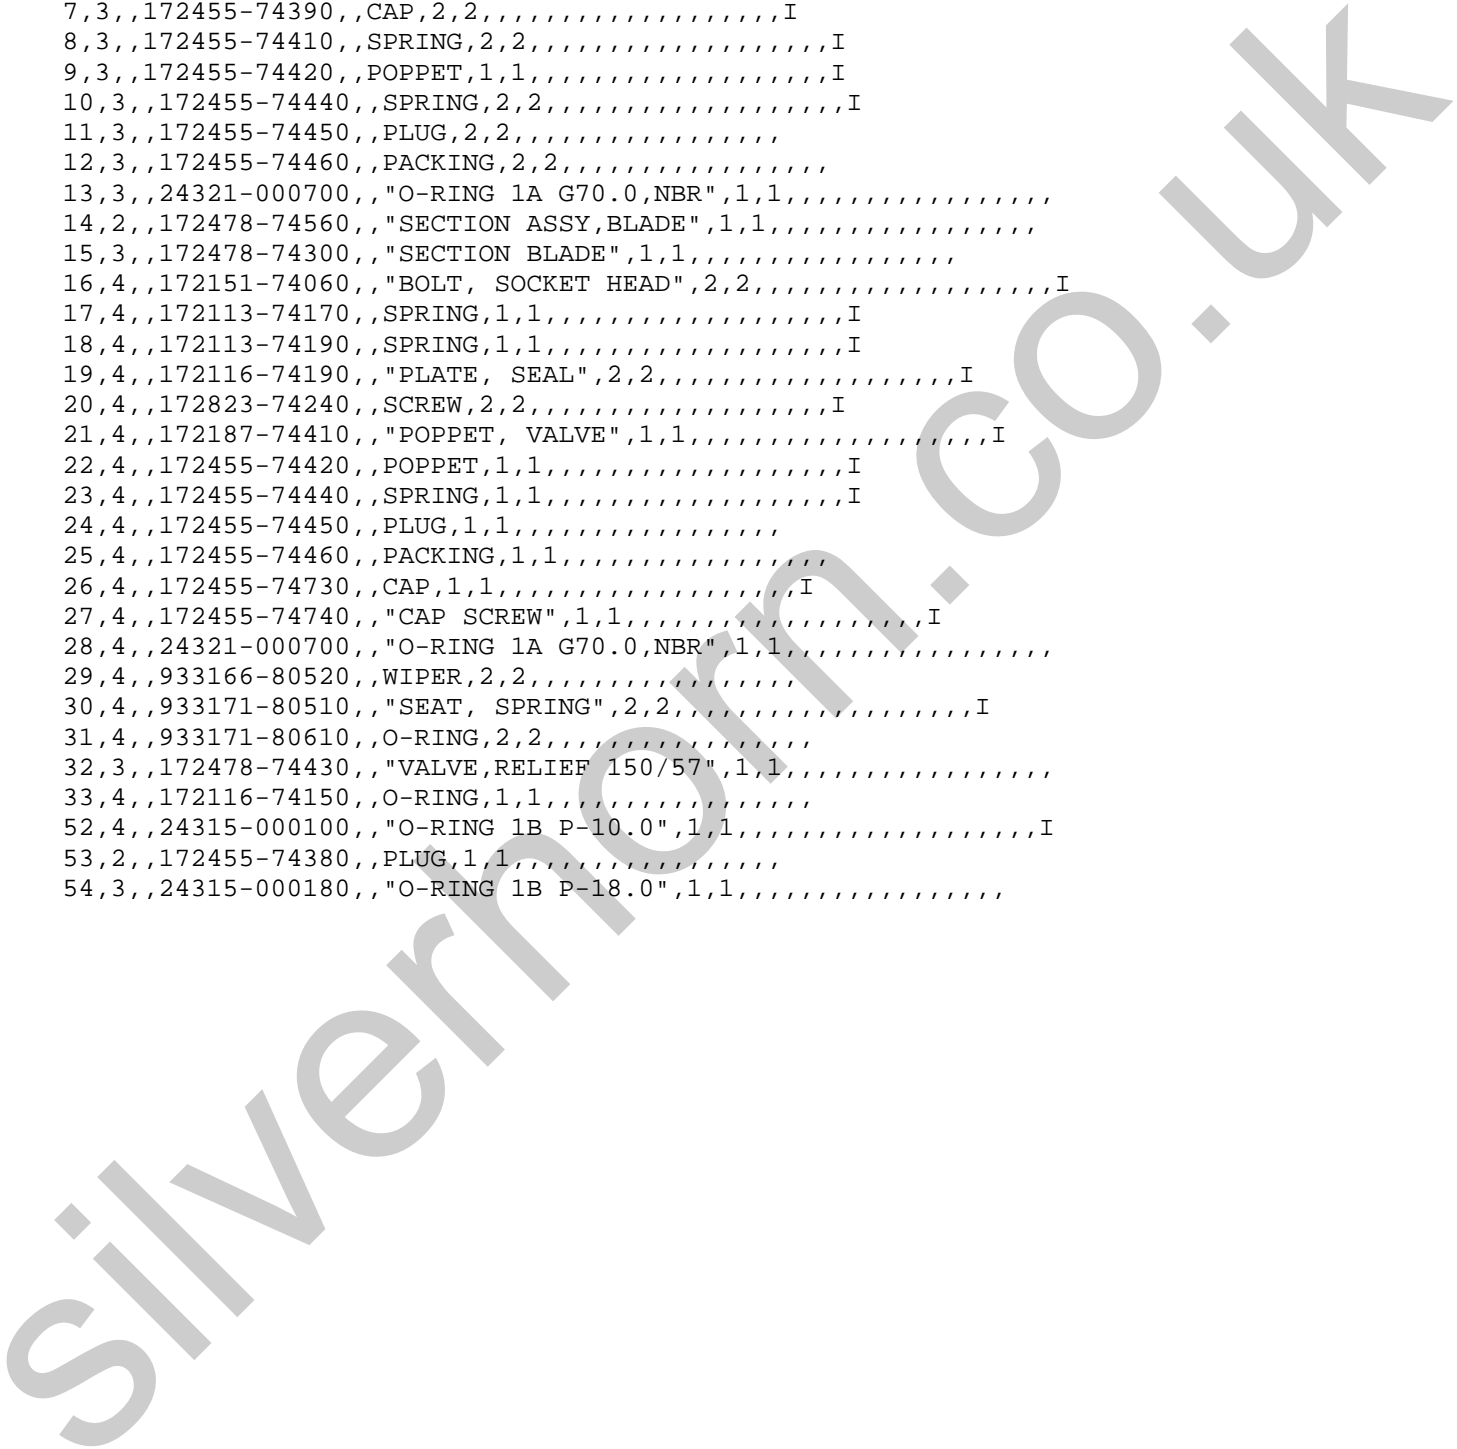 7,3,,172455-74390,,CAP,2,2,,,,,,,,,,,,,,,,,,,I
8,3,,172455-74410,,SPRING,2,2,,,,,,,,,,,,,,,,,,,I
9,3,,172455-74420,,POPPET,1,1,,,,,,,,,,,,,,,,,,,I
10,3,,172455-74440,,SPRING,2,2,,,,,,,,,,,,,,,,,,,I
11,3,,172455-74450,,PLUG,2,2,,,,,,,,,,,,,,,,,
12,3,,172455-74460,,PACKING,2,2,,,,,,,,,,,,,,,,,
13,3,,24321-000700,,"O-RING 1A G70.0,NBR",1,1,,,,,,,,,,,,,,,,,
14,2,,172478-74560,,"SECTION ASSY,BLADE",1,1,,,,,,,,,,,,,,,,,
15,3,,172478-74300,,"SECTION BLADE",1,1,,,,,,,,,,,,,,,,,
16,4,,172151-74060,,"BOLT, SOCKET HEAD",2,2,,,,,,,,,,,,,,,,,,,I
17,4,,172113-74170,,SPRING,1,1,,,,,,,,,,,,,,,,,,,I
18,4,,172113-74190,,SPRING,1,1,,,,,,,,,,,,,,,,,,,I
19,4,,172116-74190,,"PLATE, SEAL",2,2,,,,,,,,,,,,,,,,,,,I
20,4,,172823-74240,,SCREW,2,2,,,,,,,,,,,,,,,,,,,I
21,4,,172187-74410,,"POPPET, VALVE",1,1,,,,,,,,,,,,,,,,,,,I
22,4,,172455-74420,,POPPET,1,1,,,,,,,,,,,,,,,,,,,I
23,4,,172455-74440,,SPRING,1,1,,,,,,,,,,,,,,,,,,,I
24,4,,172455-74450,,PLUG,1,1,,,,,,,,,,,,,,,,,
25,4,,172455-74460,,PACKING,1,1,,,,,,,,,,,,,,,,,
26,4,,172455-74730,,CAP,1,1,,,,,,,,,,,,,,,,,,,I
27,4,,172455-74740,,"CAP SCREW",1,1,,,,,,,,,,,,,,,,,,,I
28,4,,24321-000700,,"O-RING 1A G70.0,NBR",1,1,,,,,,,,,,,,,,,,,
29,4,,933166-80520,,WIPER,2,2,,,,,,,,,,,,,,,,,
30,4,,933171-80510,,"SEAT, SPRING",2,2,,,,,,,,,,,,,,,,,,,I
31,4,,933171-80610,,O-RING,2,2,,,,,,,,,,,,,,,,,
32,3,,172478-74430,,"VALVE,RELIEF 150/57",1,1,,,,,,,,,,,,,,,,,
33,4,,172116-74150,,O-RING,1,1,,,,,,,,,,,,,,,,,
52,4,,24315-000100,,"O-RING 1B P-10.0",1,1,,,,,,,,,,,,,,,,,,,I
53,2,,172455-74380,,PLUG,1,1,,,,,,,,,,,,,,,,,
54,3,,24315-000180,,"O-RING 1B P-18.0",1,1,,,,,,,,,,,,,,,,,
silverhorn.co.uk